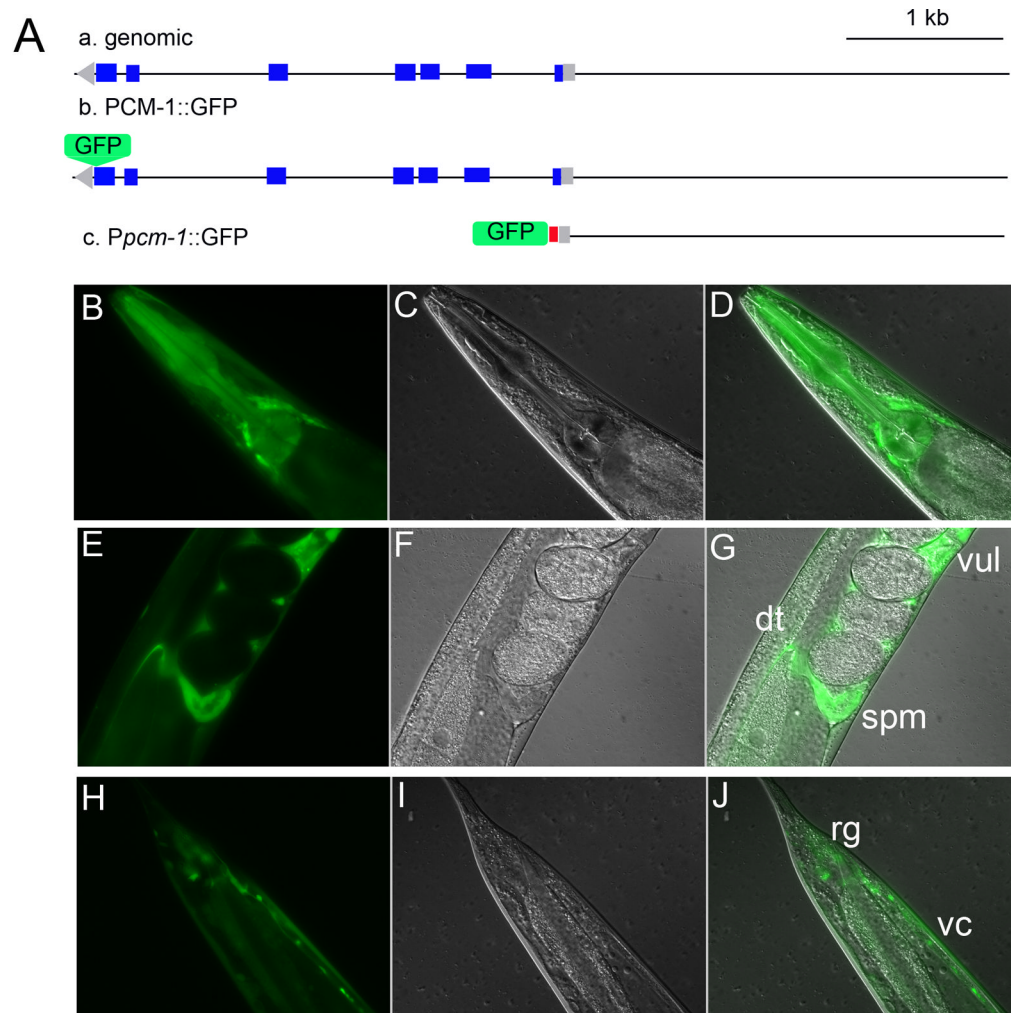 A
1 kb
a. genomic
b. PCM-1::GFP
GFP
c. Ppcm-1::GFP
GFP
B
C
D
E
F
G
vul
dt
spm
H
I
J
rg
vc